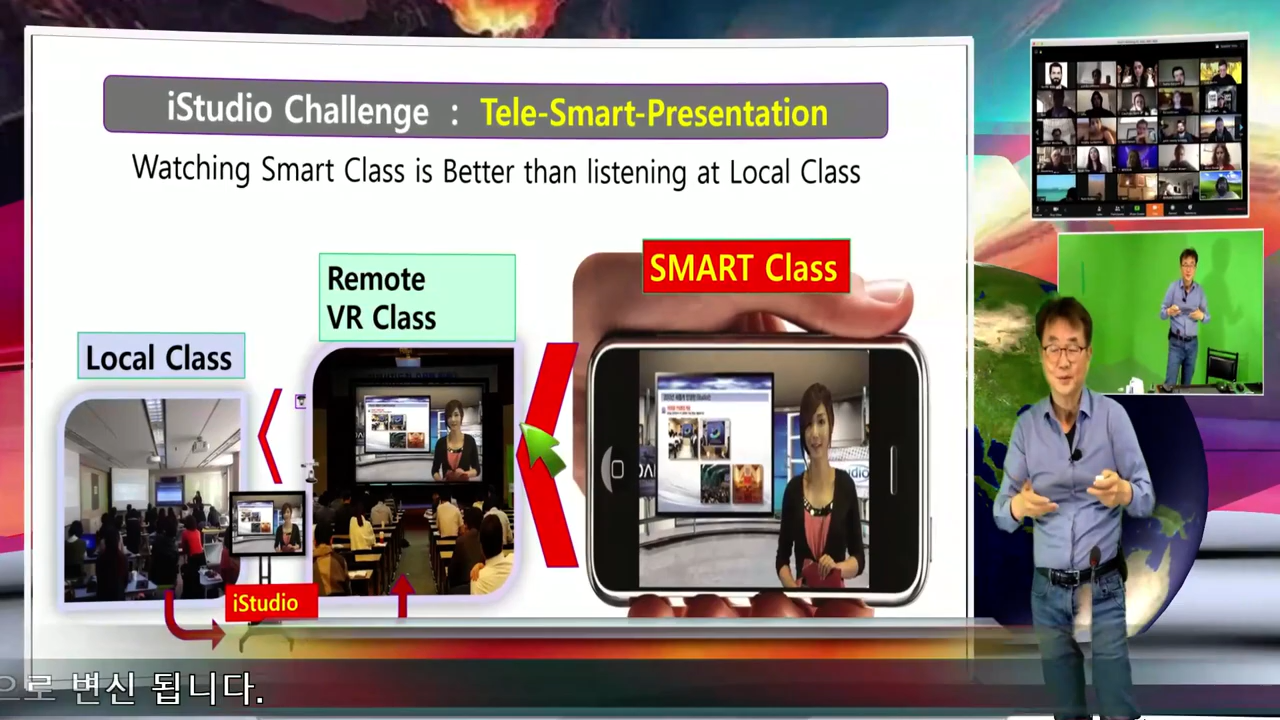 iStudio Challenge : Tele-Smart-Presentation
Watching Smart Class is Better than listening at Local Class
SMART Class
Remote
VR Class
Local Class
iStudio
으로 변신 됩니다.